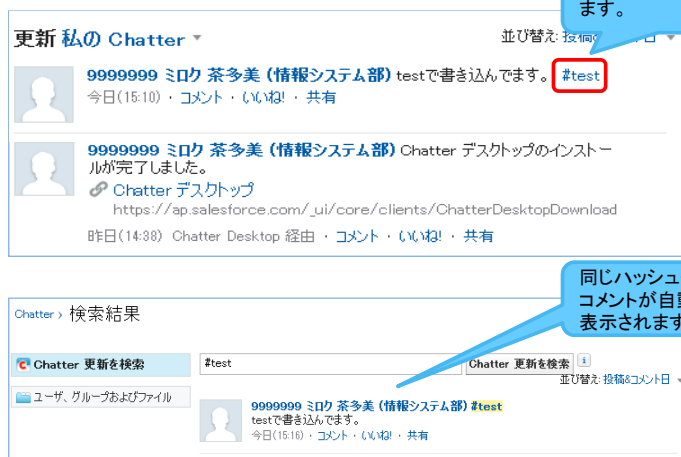 ます。
更新 私の Chatter
並び替え: 投稿
9999999 ミロク 茶多美 (情報システム部) testで書き込んでます。 #test
今日(15:10) ・ コメント ・ いいね! ・ 共有
9999999 ミロク 茶多美 (情報システム部) Chatter デスクトップのインストー
ルが完了しました。
Chatter デスクトップ
https://ap.salesforce.com/_ui/core/clients/ChatterDesktopDownload
昨日(14:38) Chatter Desktop 経由 ・ コメント ・ いいね! ・ 共有
同じハッシュ
コメントが自
表示されます
Chatter › 検索結果
Chatter 更新を検索
#test
Chatter 更新を検索
並び替え: 投稿&コメント日
ユーザ、グループおよびファイル
9999999 ミロク 茶多美 (情報システム部) #test
testで書き込んでます。
今日(15:16) ・ コメント ・ いいね! ・ 共有